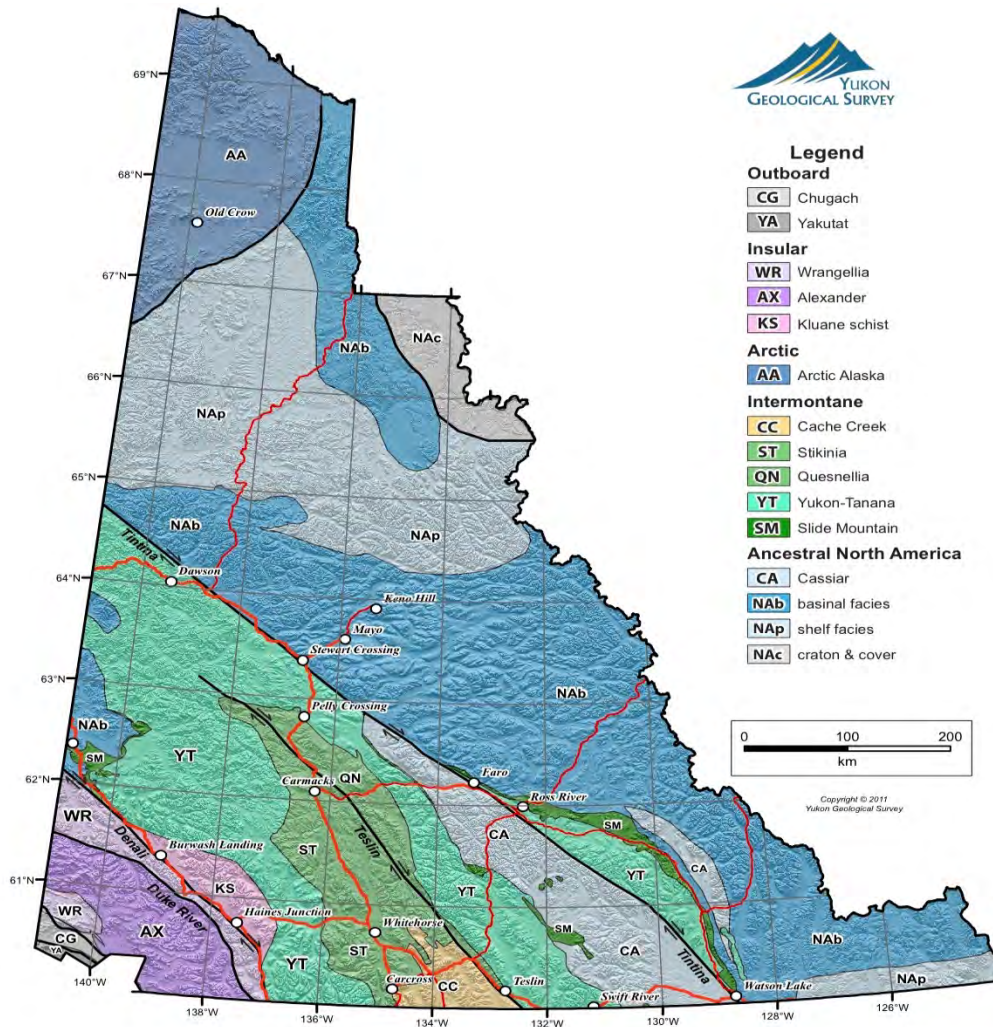 YUKON
GEOLOGICAL SURVEY
Legend
Outboard
CG Chugach
YA Yakutat
Insular
WR Wrangellia
AX Alexander
KS Kluane schist
Arctic
AA Arctic Alaska
Intermontane
CC Cache Creek
ST Stikinia
QN Quesnellia
YT Yukon-Tanana
SM Slide Mountain
Ancestral North America
CA Cassiar
NAb basinal facies
NAp shelf facies
NAc craton & cover
0 100 200
km
Copyright © 2011
Yukon Geological Survey
69°N
AA
68°N
Old Crow
67°N
NAb
NAc
66°N
NAp
65°N
NAb
NAp
Tintina
64°N
Dawson
Keno Hill
Mayo
Stewart Crossing
63°N
NAb
Pelly Crossing
NAb
SM
YT
QN
62°N
Faro
Carmacks
Ross River
WR
SM
Teslin
CA
Denali
Burwash Landing
ST
CA
61°N
KS
YT
YT
Duke River
WR
Haines Junction
AX
Whitehorse
CG
SM
YA
ST
CA
NAb
YT
Tintina
140°W
Carcross
CC
Teslin
Swift River
Watson Lake
NAp
138°W
136°W
134°W
132°W
130°W
128°W
126°W